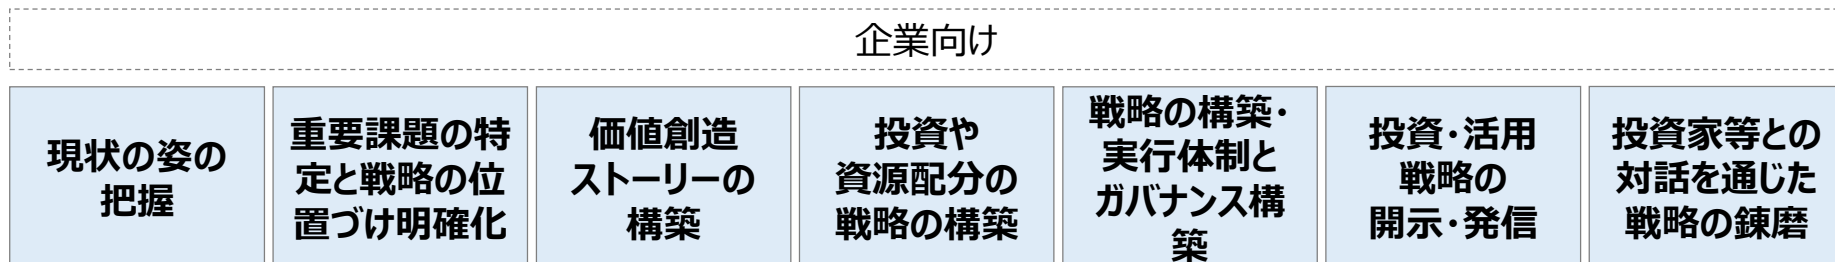 企業向け
現状の姿の
把握
重要課題の特
定と戦略の位
置づけ明確化
価値創造
ストーリーの
構築
投資や
資源配分の
戦略の構築
戦略の構築・
実行体制と
ガバナンス構
築
投資・活用
戦略の
開示・発信
投資家等との
対話を通じた
戦略の錬磨